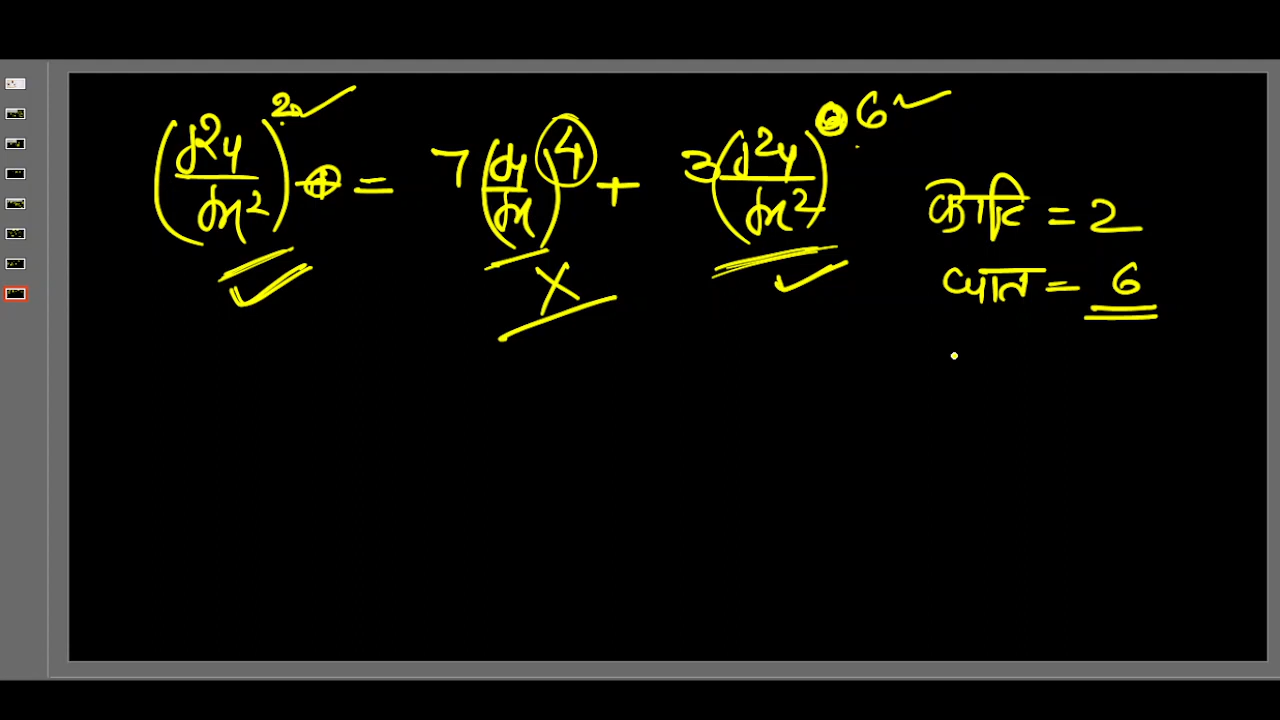 (d²y/dx²)² = 7(dy/dx)⁴ + 3(d²y/dx²)⁶
कोटि = 2
घात = 6